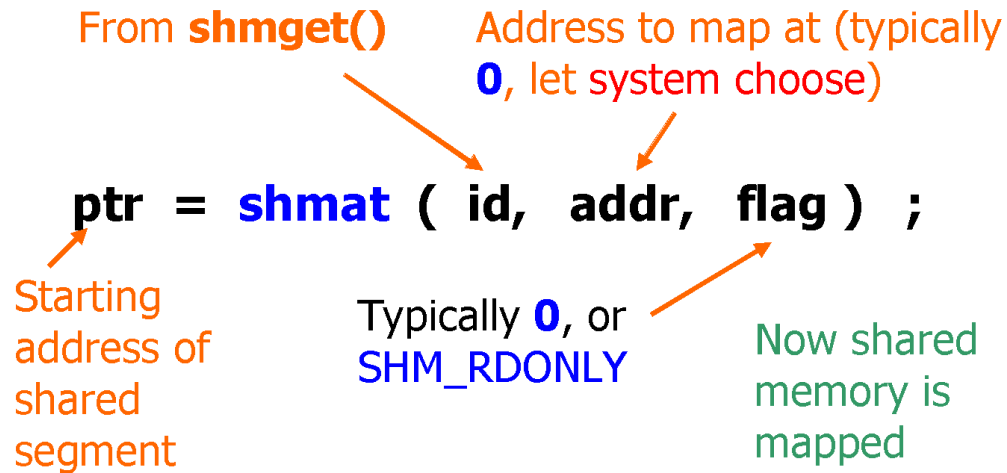 From shmget()
Address to map at (typically
0, let system choose)
ptr = shmat ( id, addr, flag ) ;
Starting
address of
shared
segment
Typically 0, or
SHM_RDONLY
Now shared
memory is
mapped